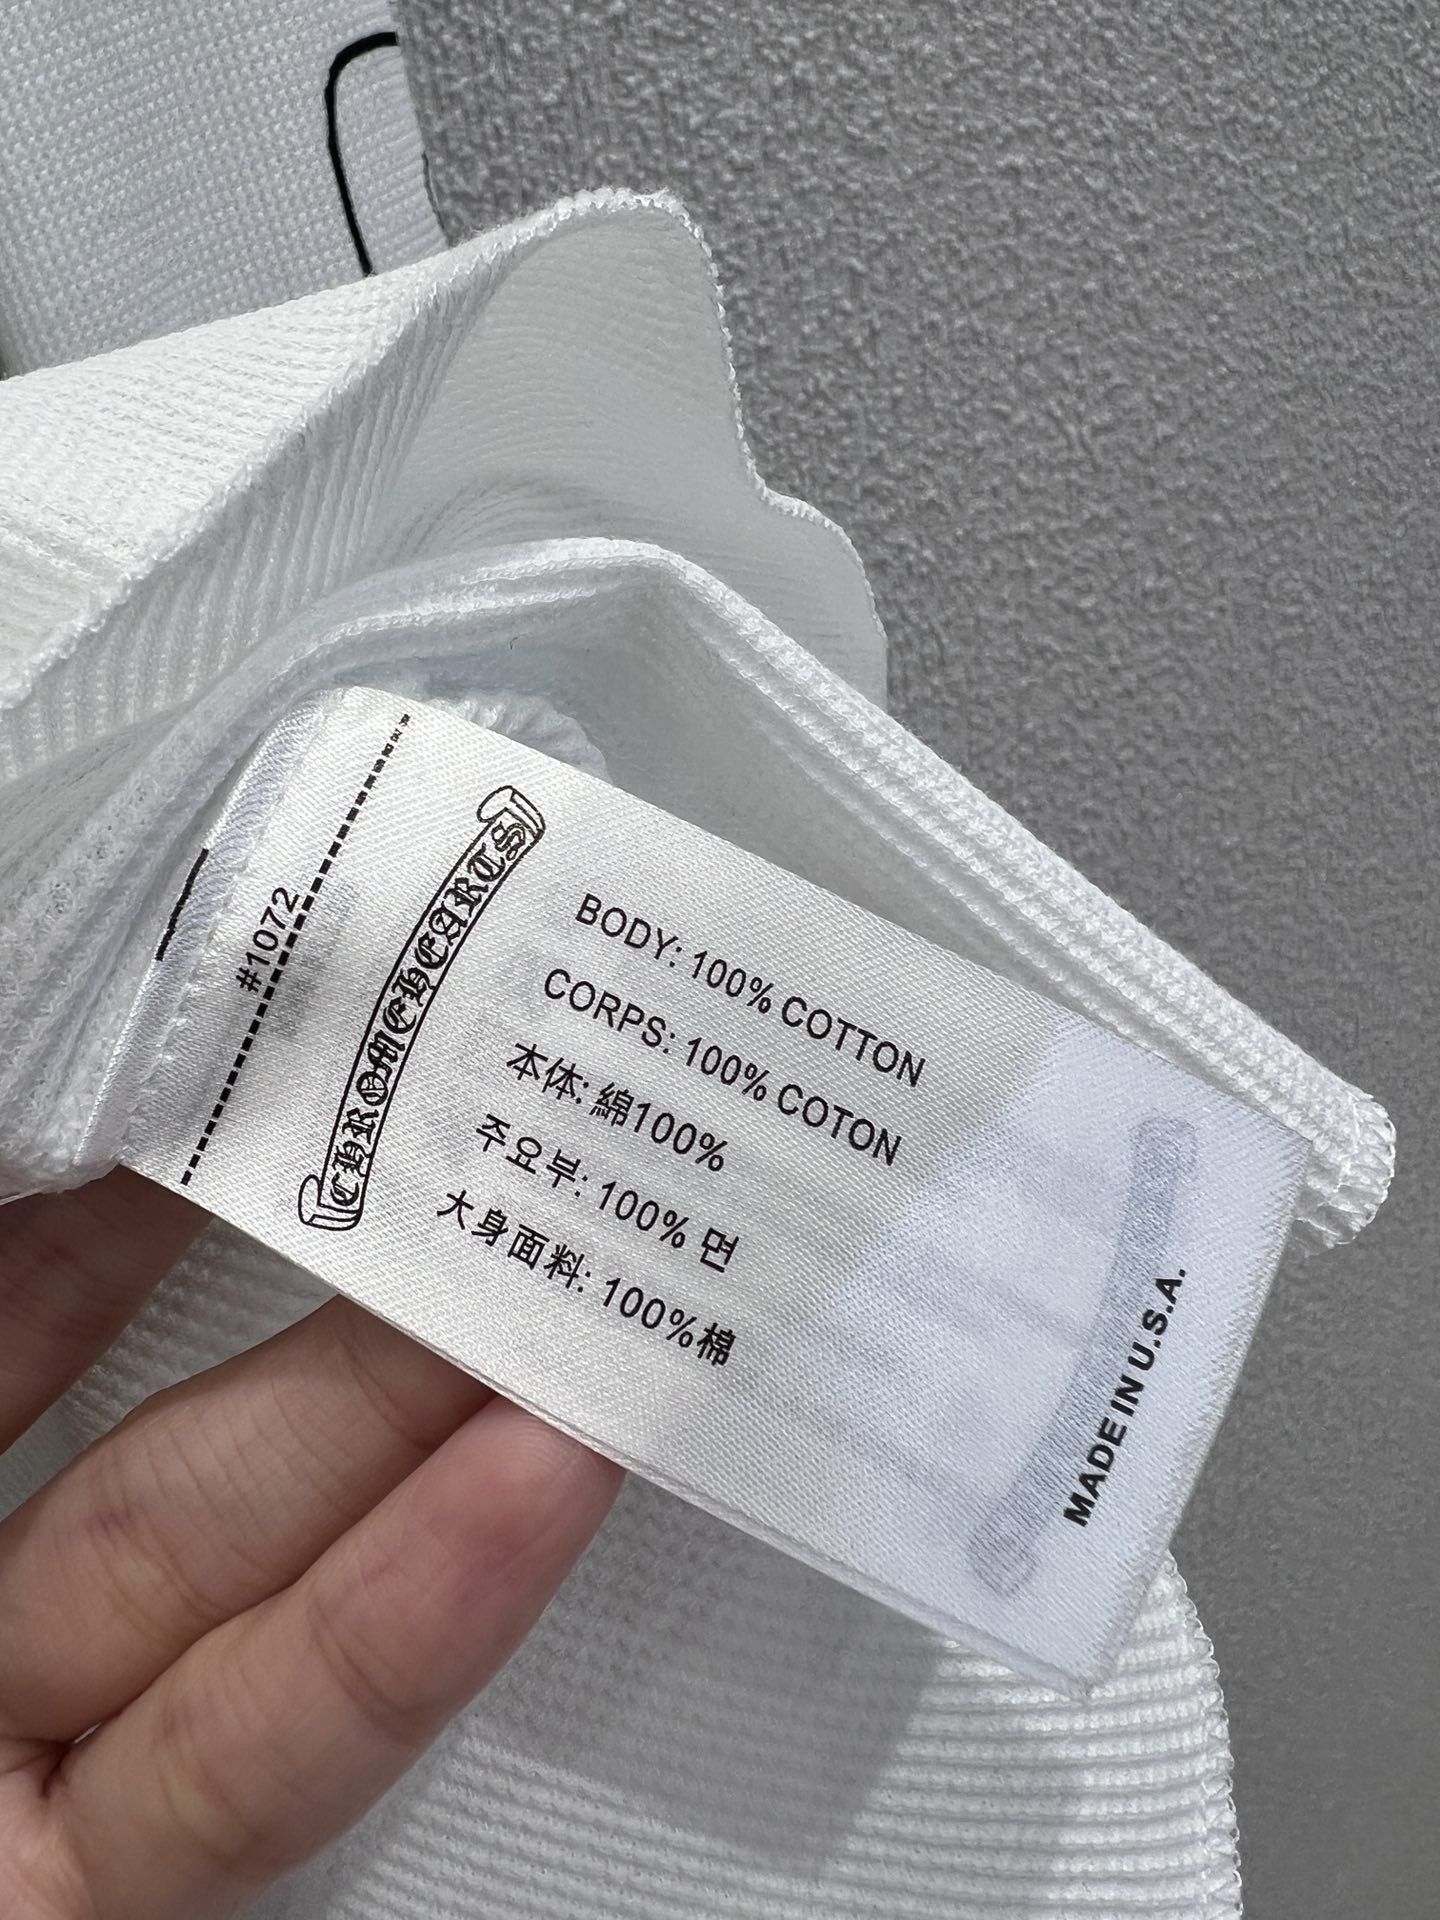 #1072
CHROME HEARTS
BODY: 100% COTTON
CORPS: 100% COTON
本体: 綿100%
주요부: 100% 면
大身面料: 100%棉
MADE IN U.S.A.